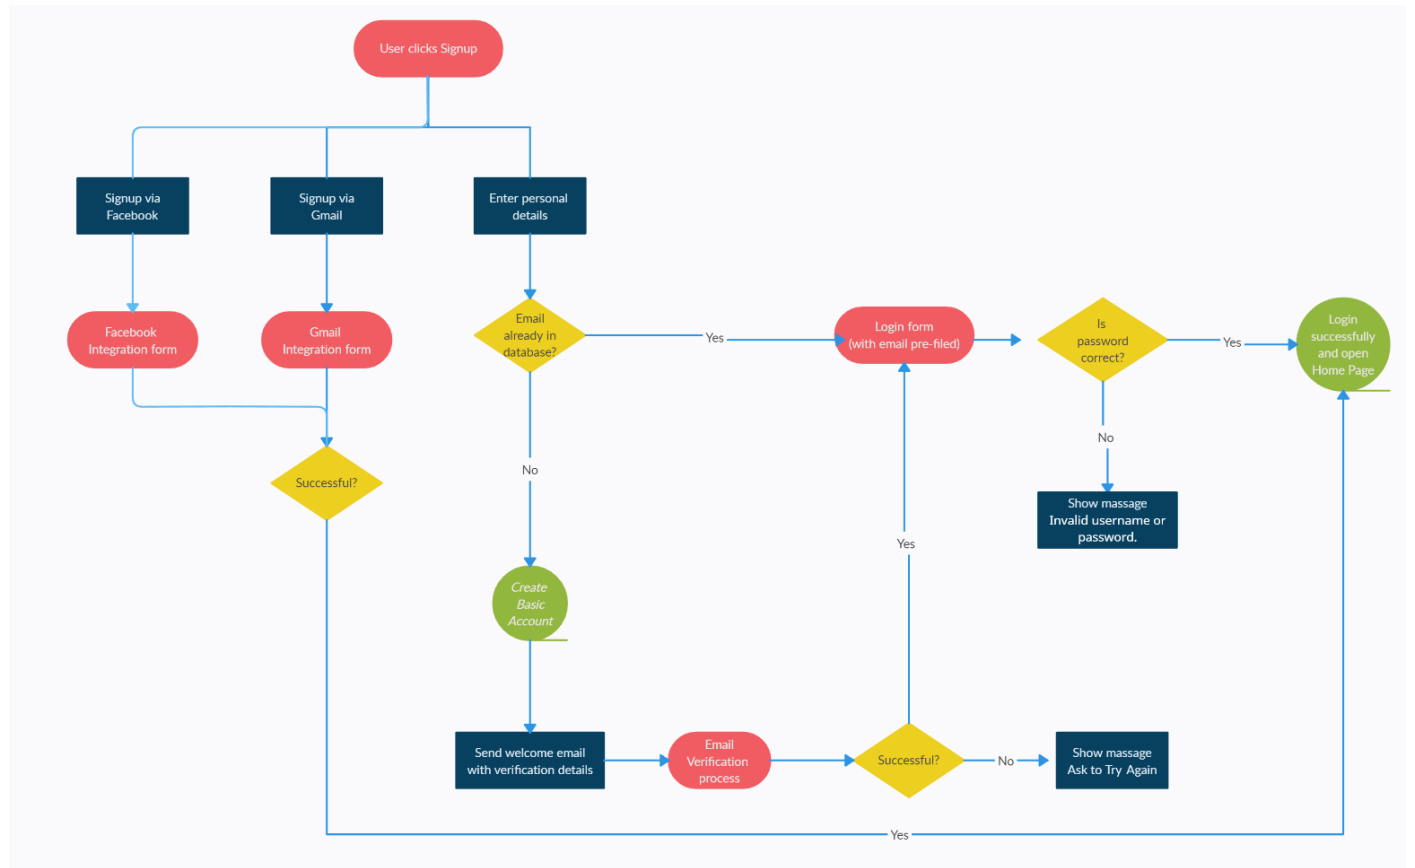 User clicks Signup
Signup via
Facebook
Signup via
Gmail
Enter personal
details
Facebook
Integration form
Gmail
Integration form
Email
already in
database?
Yes
Login form
(with email pre-filed)
Is
password
correct?
Yes
Login
successfully
and open
Home Page
No
No
Successful?
Show massage
Invalid username or
password.
Yes
Create
Basic
Account
Send welcome email
with verification details
Email
Verification
process
Successful?
No
Show massage
Ask to Try Again
Yes